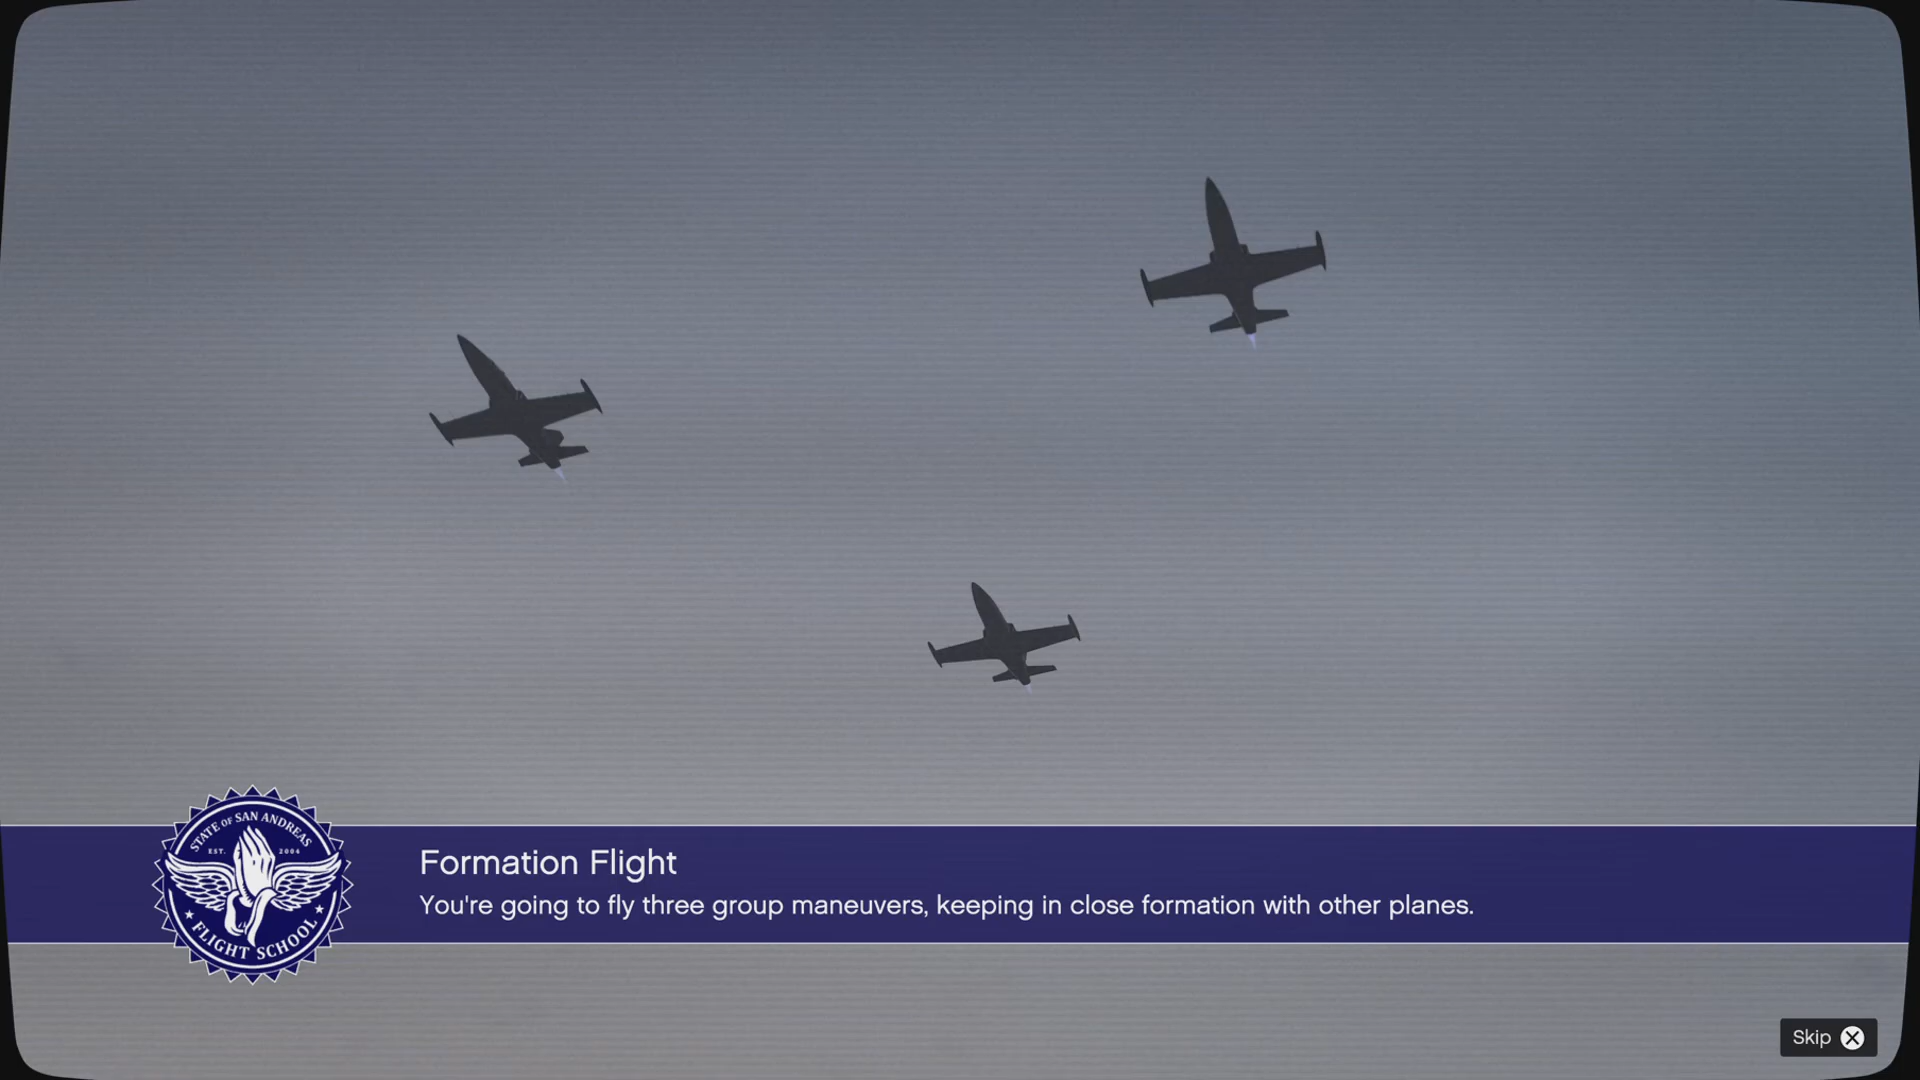 STATE OF SAN ANDREAS
EST. 2004
FLIGHT SCHOOL
Formation Flight
You're going to fly three group maneuvers, keeping in close formation with other planes.
Skip